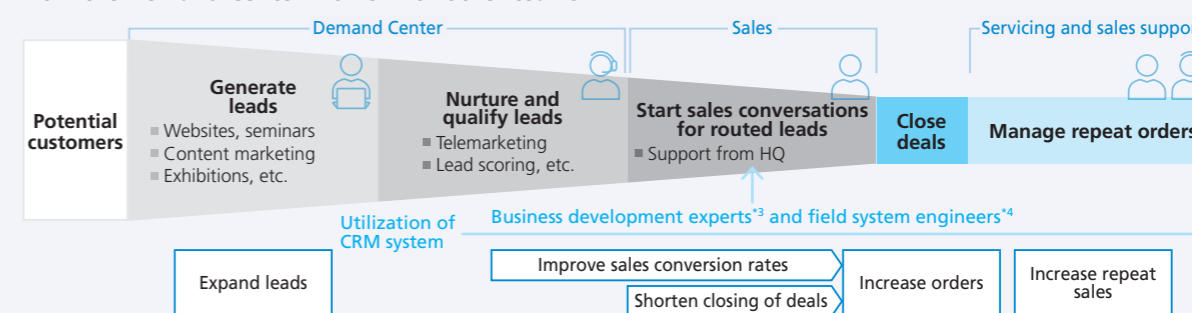 Demand Center
Sales
Servicing and sales support
Potential
customers
Generate
leads
Websites, seminars
Content marketing
Exhibitions, etc.
Nurture and
qualify leads
Telemarketing
Lead scoring, etc.
Start sales conversations
for routed leads
Support from HQ
Close
deals
Manage repeat orders
Utilization of
CRM system
Business development experts*3 and field system engineers*4
Expand leads
Improve sales conversion rates
Shorten closing of deals
Increase orders
Increase repeat
sales